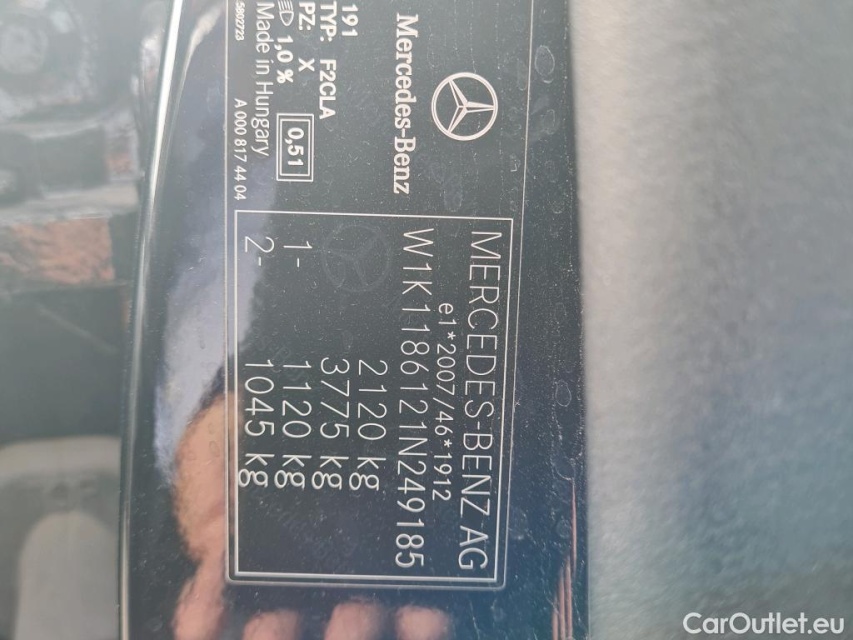 Mercedes-Benz
191
TYP: F2CLA
PZ: X
1,0 %
0,51
Made in Hungary
5802723
A 000 817 44 04
MERCEDES-BENZ AG
e1*2007/46*1912
W1K1186121N249185
2120 kg
3775 kg
1- 1120 kg
2- 1045 kg
CarOutlet.eu